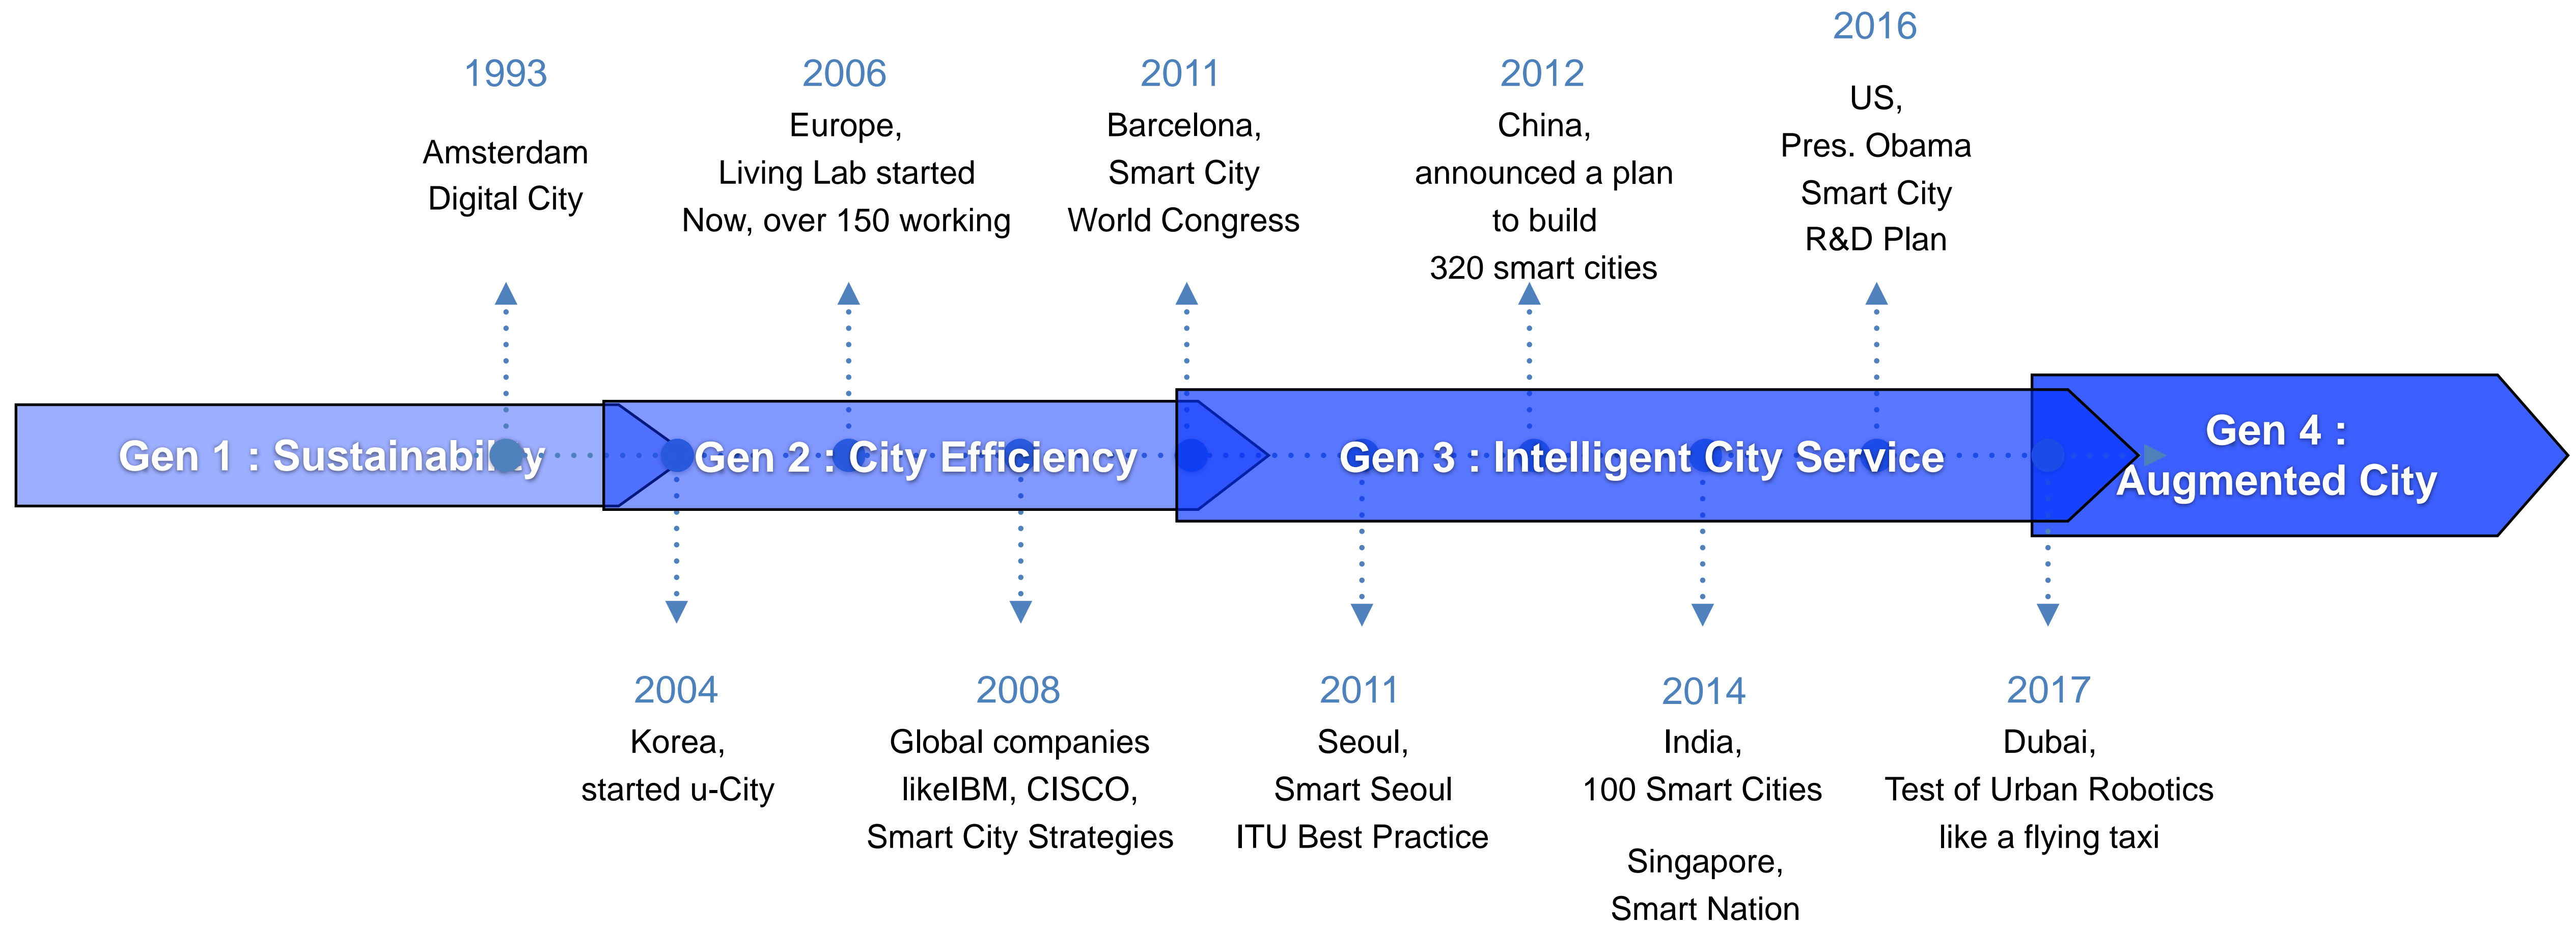 1993
Amsterdam
Digital City
2006
Europe,
Living Lab started
Now, over 150 working
2011
Barcelona,
Smart City
World Congress
2012
China,
announced a plan
to build
320 smart cities
2016
US,
Pres. Obama
Smart City
R&D Plan
Gen 1 : Sustainability
Gen 2 : City Efficiency
Gen 3 : Intelligent City Service
Gen 4 :
Augmented City
2004
Korea,
started u-City
2008
Global companies
likeIBM, CISCO,
Smart City Strategies
2011
Seoul,
Smart Seoul
ITU Best Practice
2014
India,
100 Smart Cities
Singapore,
Smart Nation
2017
Dubai,
Test of Urban Robotics
like a flying taxi